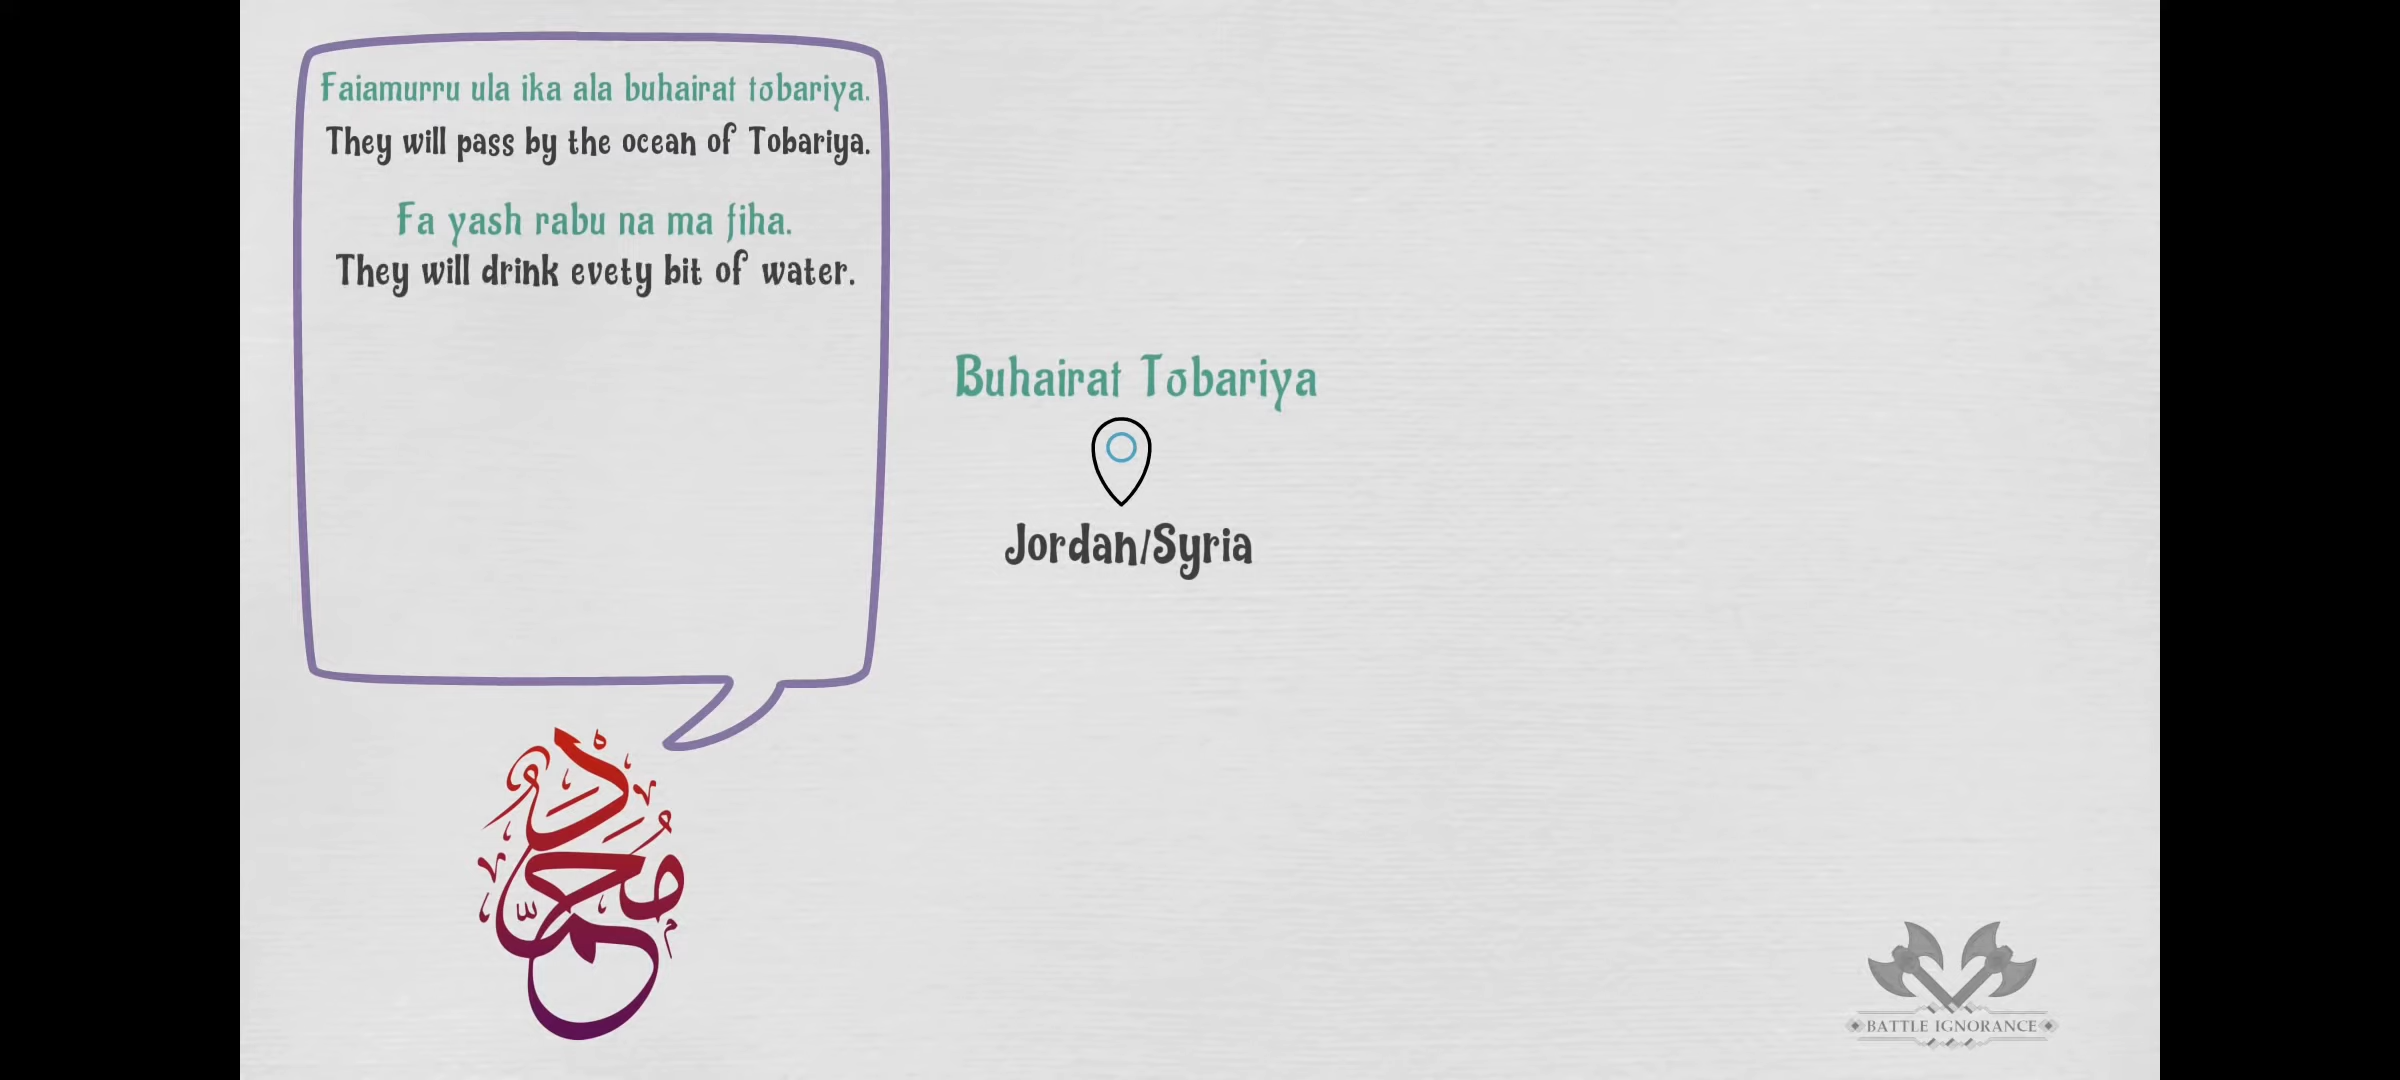 Faiamurru ula ika ala buhairat tobariya.
They will pass by the ocean of Tobariya.
Fa yash rabu na ma fiha.
They will drink evety bit of water.
Buhairat Tobariya
Jordan/Syria
مُحَمَّدٌ
BATTLE IGNORANCE